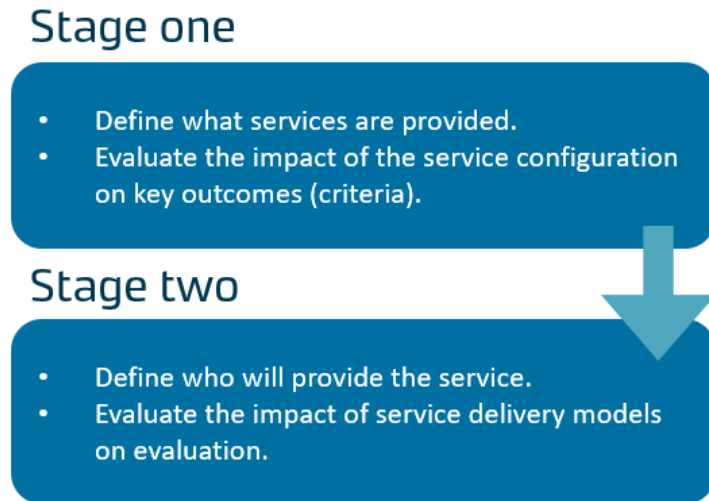 Stage one
• Define what services are provided.
• Evaluate the impact of the service configuration
on key outcomes (criteria).
Stage two
• Define who will provide the service.
• Evaluate the impact of service delivery models
on evaluation.